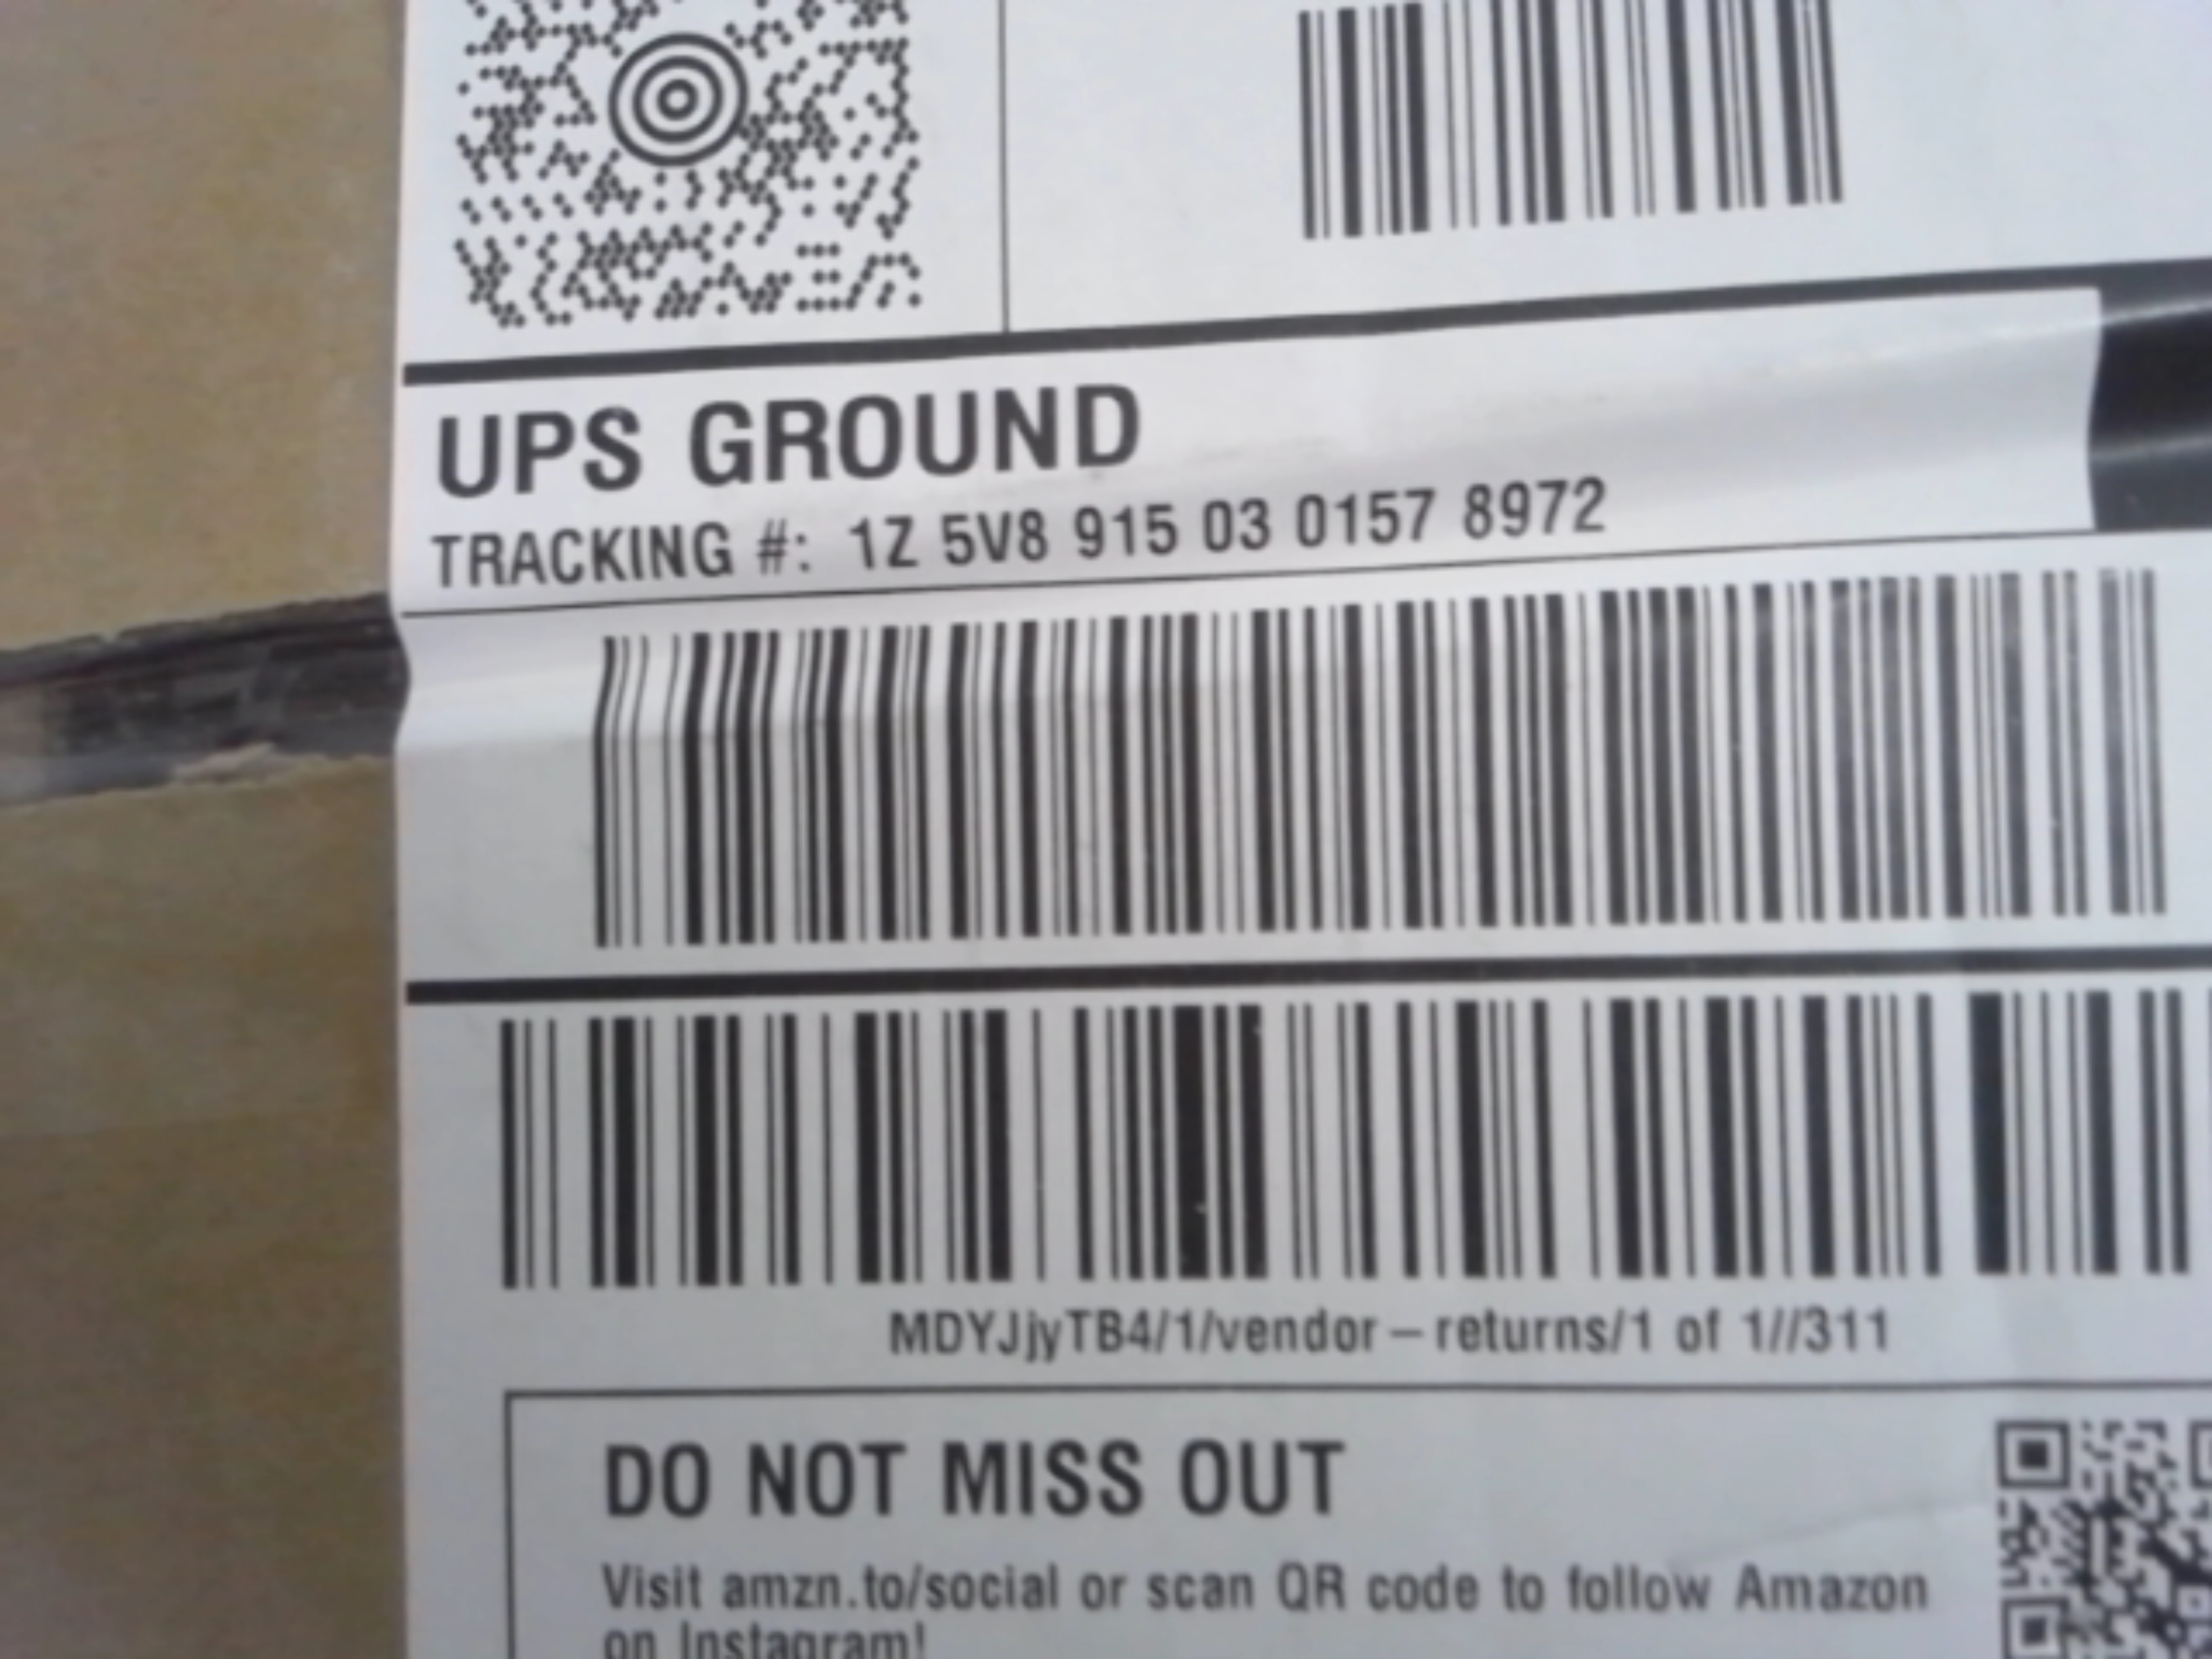 UPS GROUND
TRACKING #: 1Z 5V8 915 03 0157 8972
MDYJjyTB4/1/vendor-returns/1 of 1//311
DO NOT MISS OUT
Visit amzn.to/social or scan QR code to follow Amazon
on Instagram!